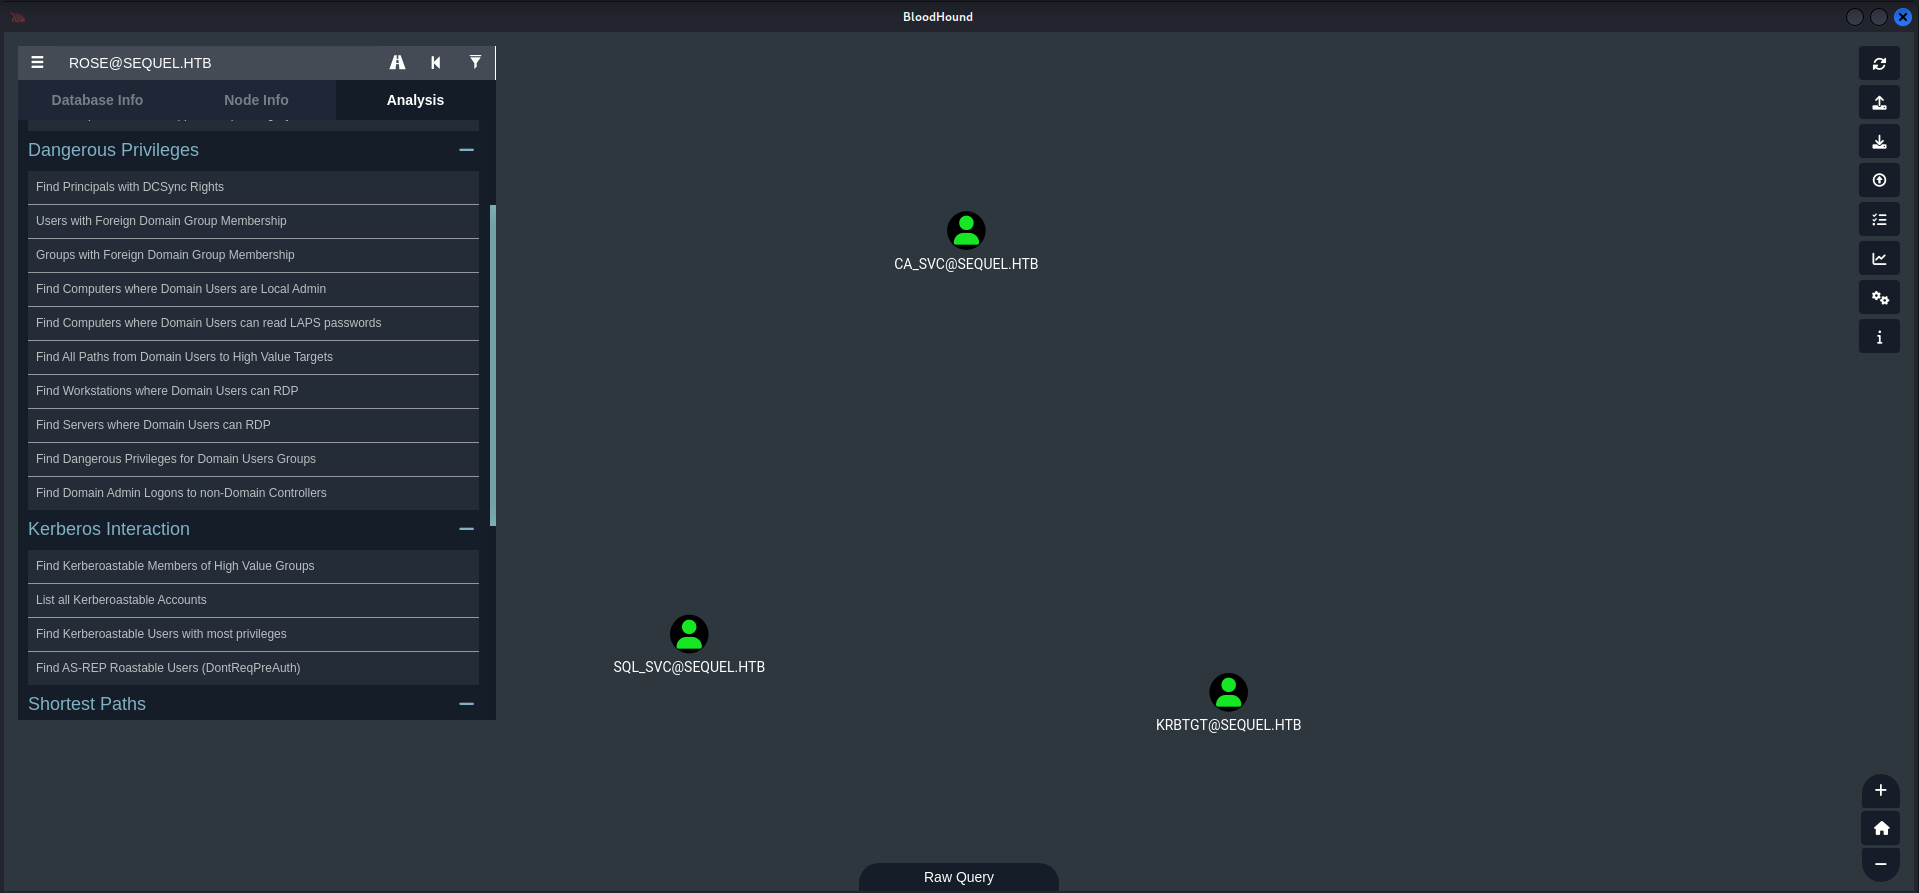 BloodHound
ROSE@SEQUEL.HTB
Database Info
Node Info
Analysis
Dangerous Privileges
Find Principals with DCSync Rights
Users with Foreign Domain Group Membership
Groups with Foreign Domain Group Membership
Find Computers where Domain Users are Local Admin
Find Computers where Domain Users can read LAPS passwords
Find All Paths from Domain Users to High Value Targets
Find Workstations where Domain Users can RDP
Find Servers where Domain Users can RDP
Find Dangerous Privileges for Domain Users Groups
Find Domain Admin Logons to non-Domain Controllers
Kerberos Interaction
Find Kerberoastable Members of High Value Groups
List all Kerberoastable Accounts
Find Kerberoastable Users with most privileges
Find AS-REP Roastable Users (DontReqPreAuth)
Shortest Paths
CA_SVC@SEQUEL.HTB
SQL_SVC@SEQUEL.HTB
KRBTGT@SEQUEL.HTB
Raw Query